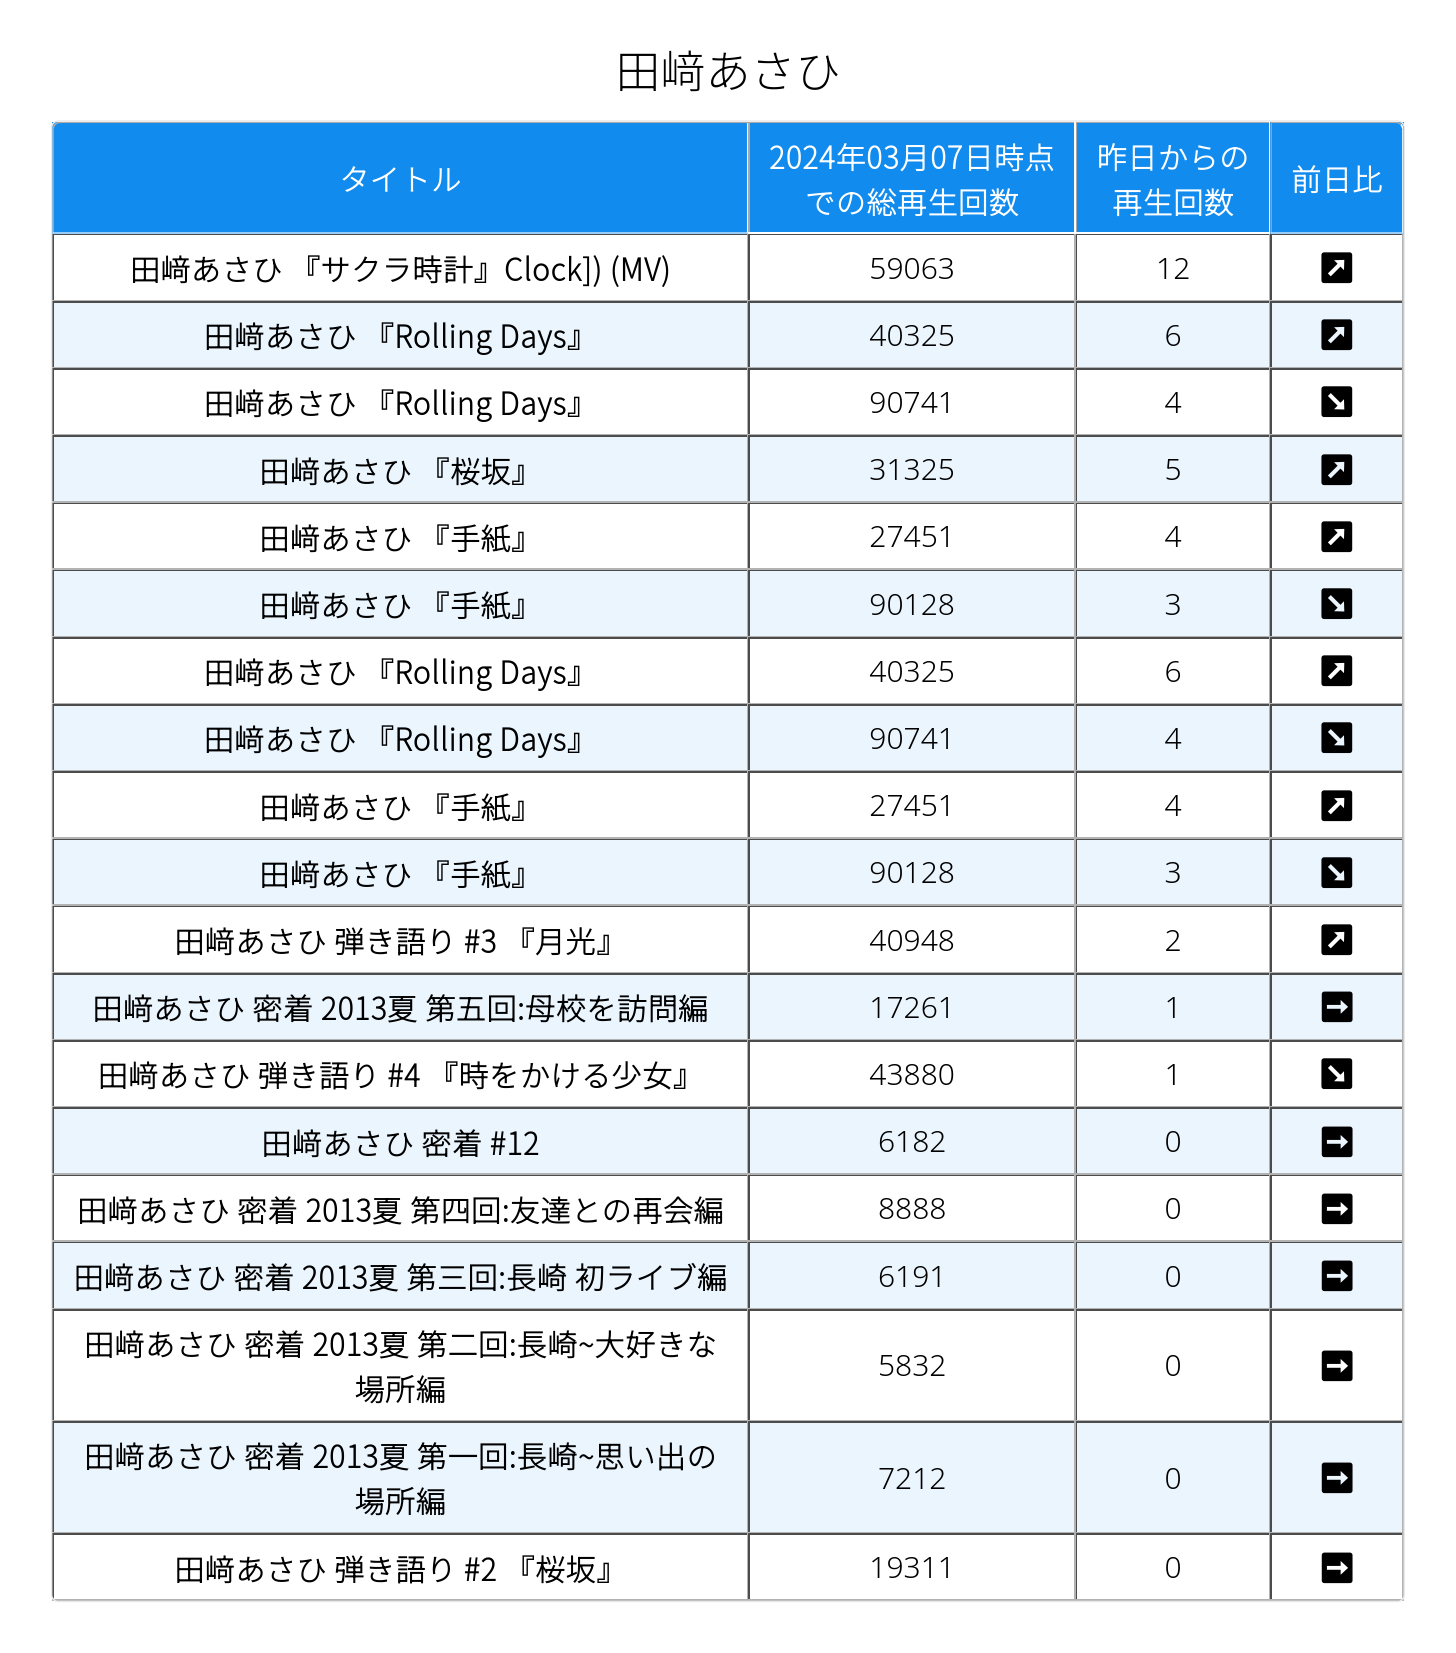 田﨑あさひ
タイトル 2024年03月07日時点での総再生回数 昨日からの再生回数 前日比
田﨑あさひ 『サクラ時計』Clock]) (MV) 59063 12 ↗
田﨑あさひ 『Rolling Days』 40325 6 ↗
田﨑あさひ 『Rolling Days』 90741 4 ↘
田﨑あさひ 『桜坂』 31325 5 ↗
田﨑あさひ 『手紙』 27451 4 ↗
田﨑あさひ 『手紙』 90128 3 ↘
田﨑あさひ 『Rolling Days』 40325 6 ↗
田﨑あさひ 『Rolling Days』 90741 4 ↘
田﨑あさひ 『手紙』 27451 4 ↗
田﨑あさひ 『手紙』 90128 3 ↘
田﨑あさひ 弾き語り #3 『月光』 40948 2 ↗
田﨑あさひ 密着 2013夏 第五回:母校を訪問編 17261 1 →
田﨑あさひ 弾き語り #4 『時をかける少女』 43880 1 ↘
田﨑あさひ 密着 #12 6182 0 →
田﨑あさひ 密着 2013夏 第四回:友達との再会編 8888 0 →
田﨑あさひ 密着 2013夏 第三回:長崎 初ライブ編 6191 0 →
田﨑あさひ 密着 2013夏 第二回:長崎~大好きな場所編 5832 0 →
田﨑あさひ 密着 2013夏 第一回:長崎~思い出の場所編 7212 0 →
田﨑あさひ 弾き語り #2 『桜坂』 19311 0 →